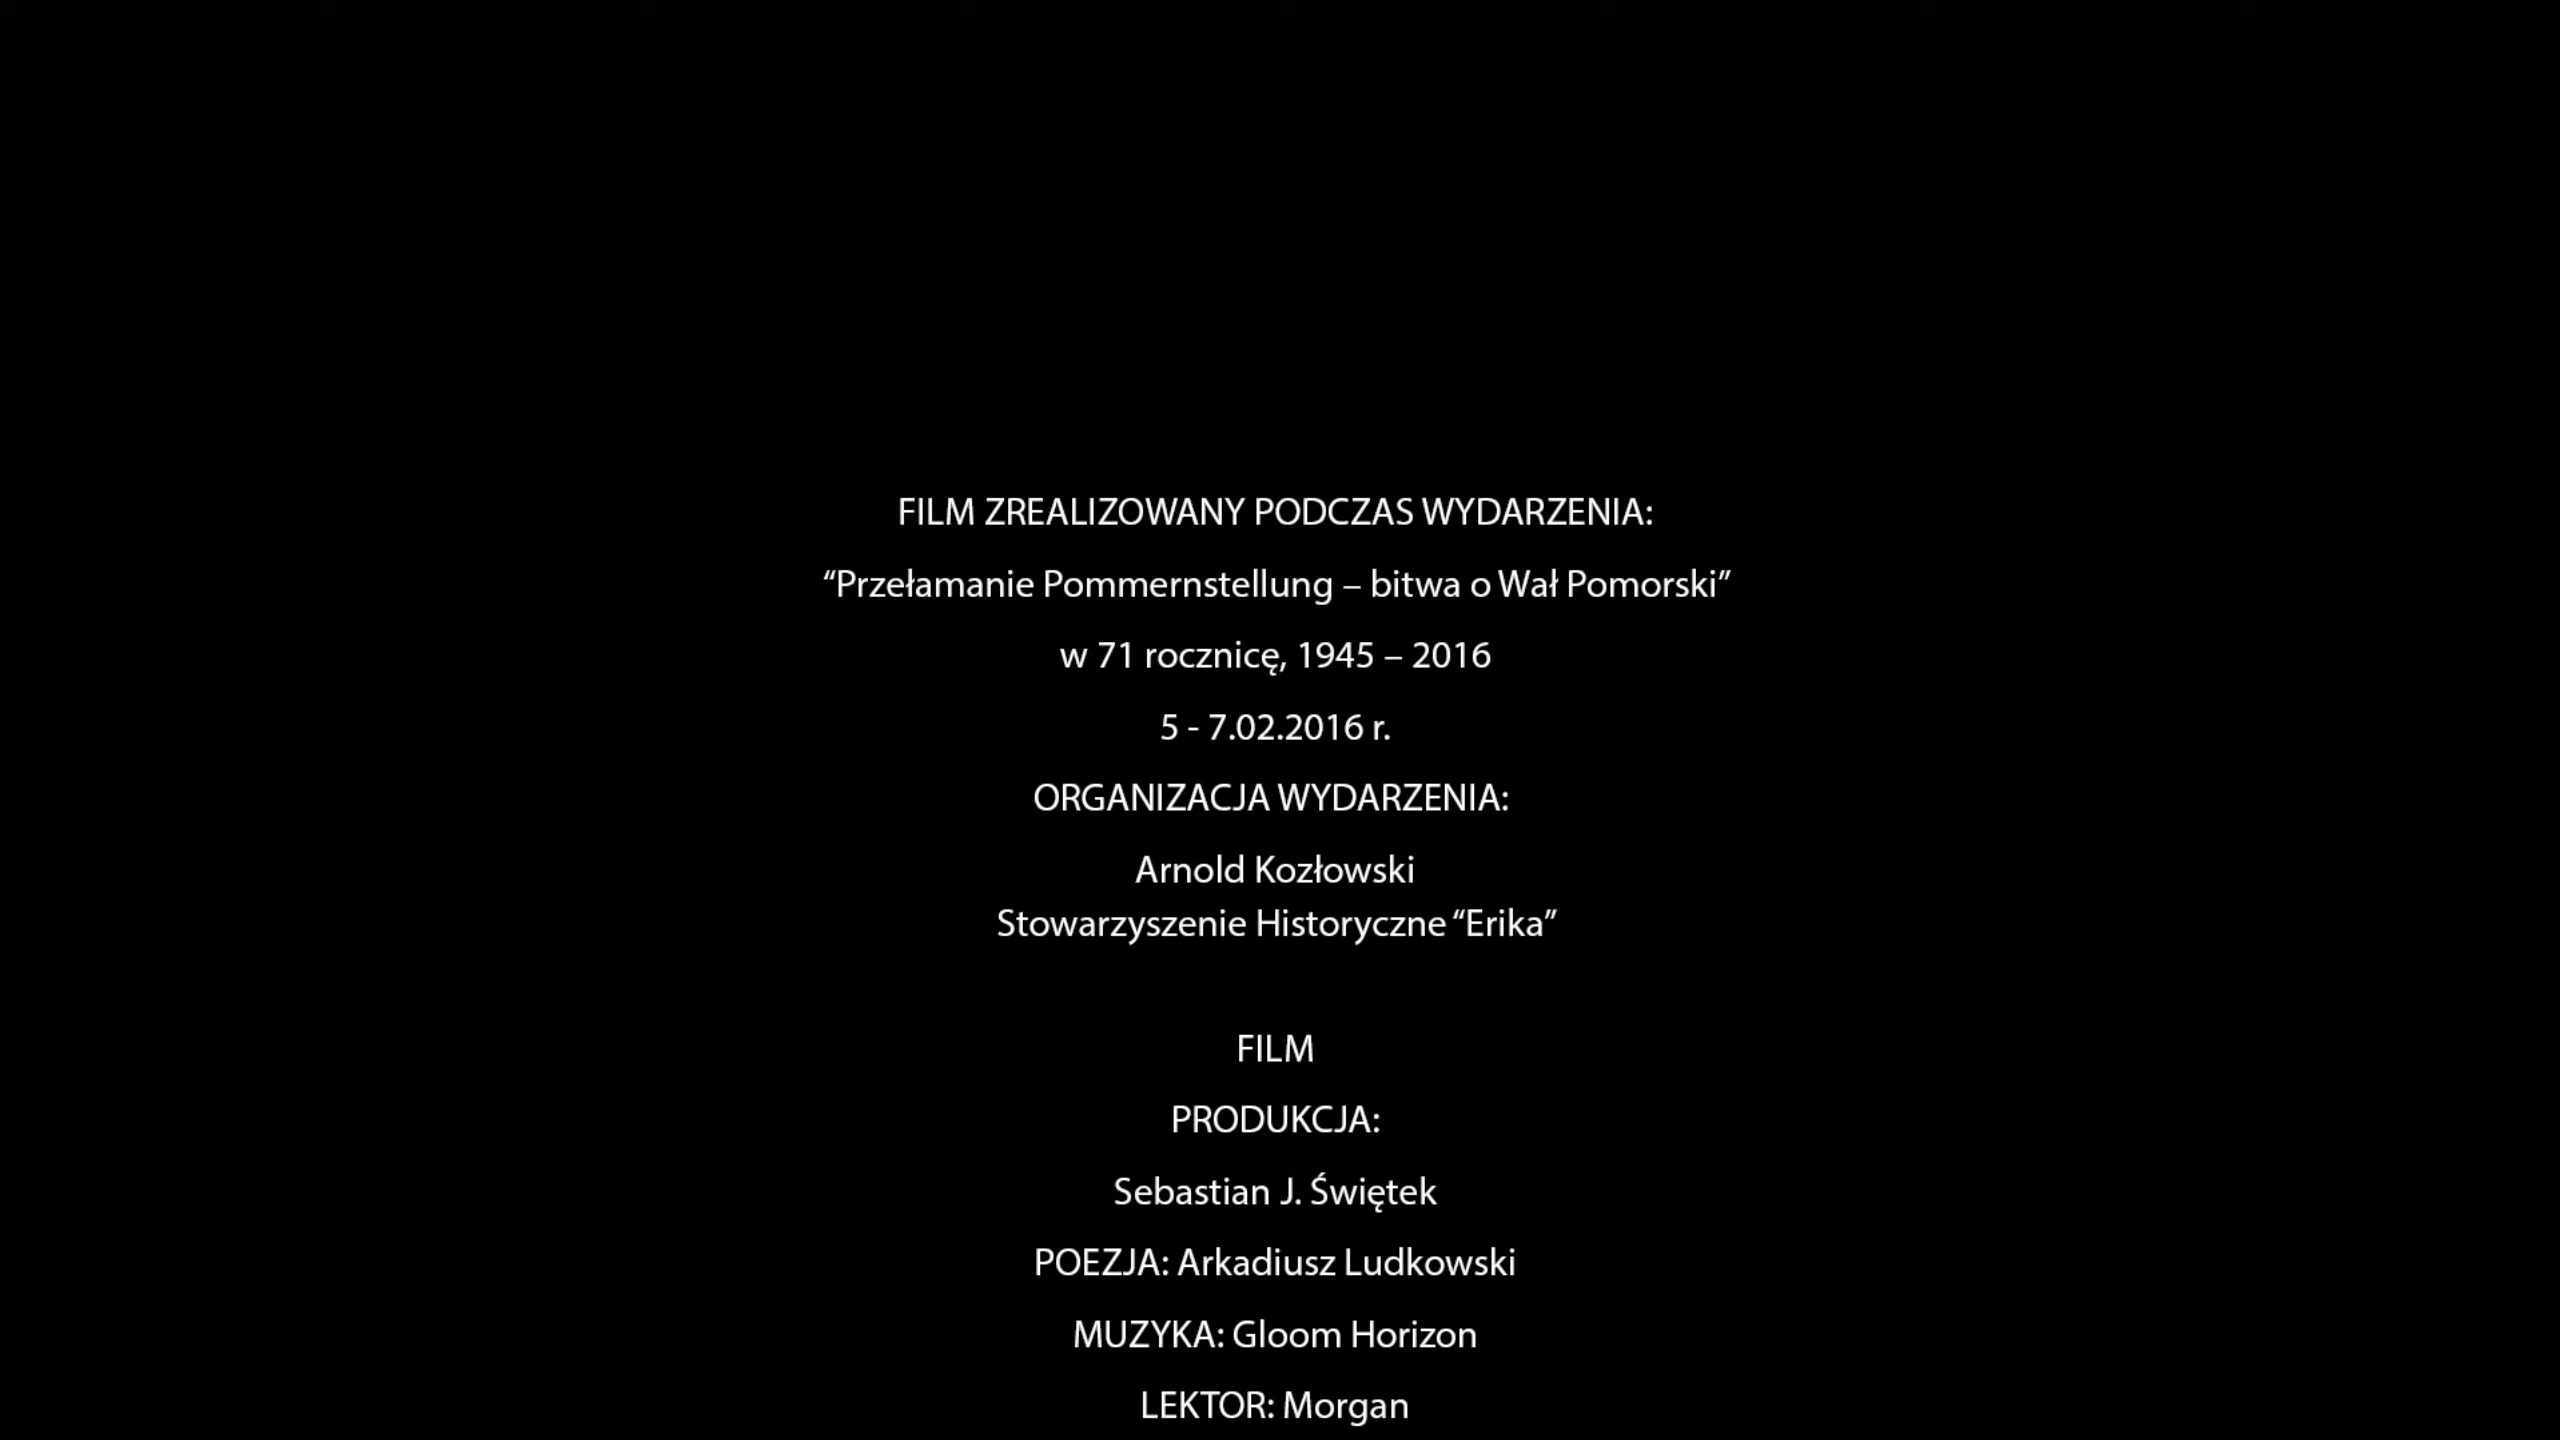 FILM ZREALIZOWANY PODCZAS WYDARZENIA:
“Przełamanie Pommernstellung – bitwa o Wał Pomorski”
w 71 rocznicę, 1945 – 2016
5 - 7.02.2016 r.
ORGANIZACJA WYDARZENIA:
Arnold Kozłowski
Stowarzyszenie Historyczne “Erika”
FILM
PRODUKCJA:
Sebastian J. Świętek
POEZJA: Arkadiusz Ludkowski
MUZYKA: Gloom Horizon
LEKTOR: Morgan